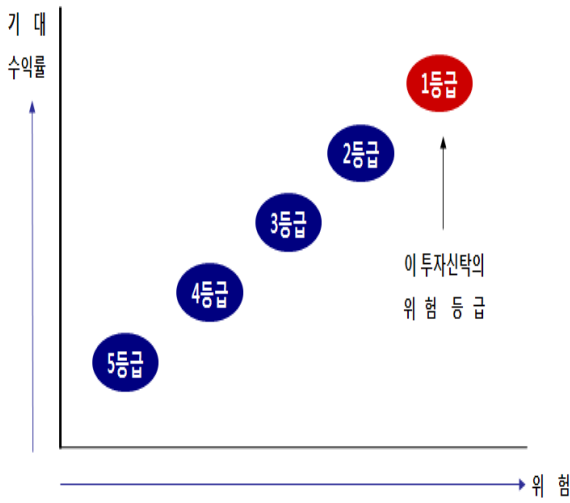 기 대
수익률
1등급
2등급
3등급
이 투자신탁의
위 험 등 급
4등급
5등급
위 험